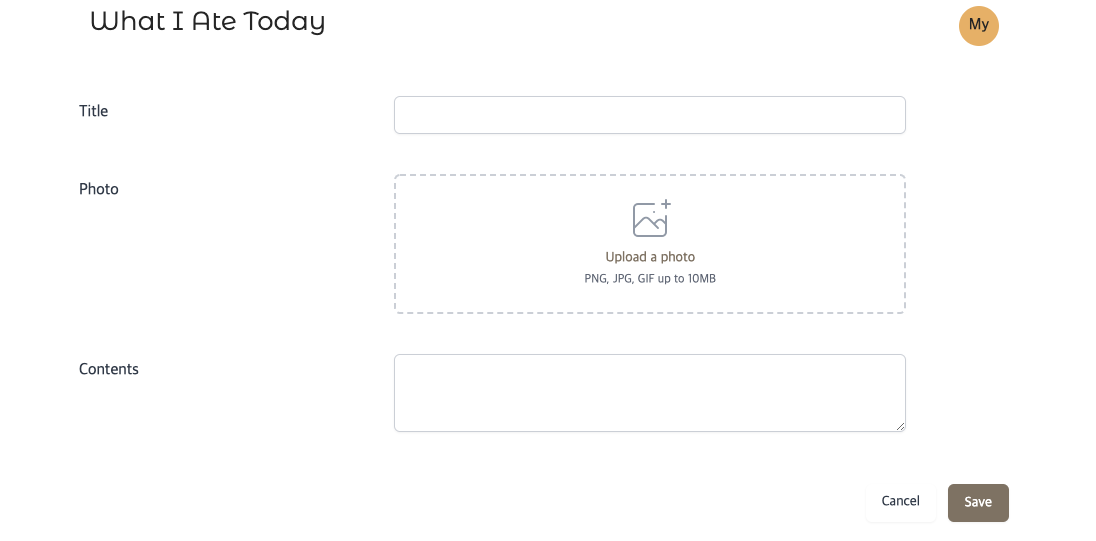 What I Ate Today
My
Title
Photo
Upload a photo
PNG, JPG, GIF up to 10MB
Contents
Cancel
Save